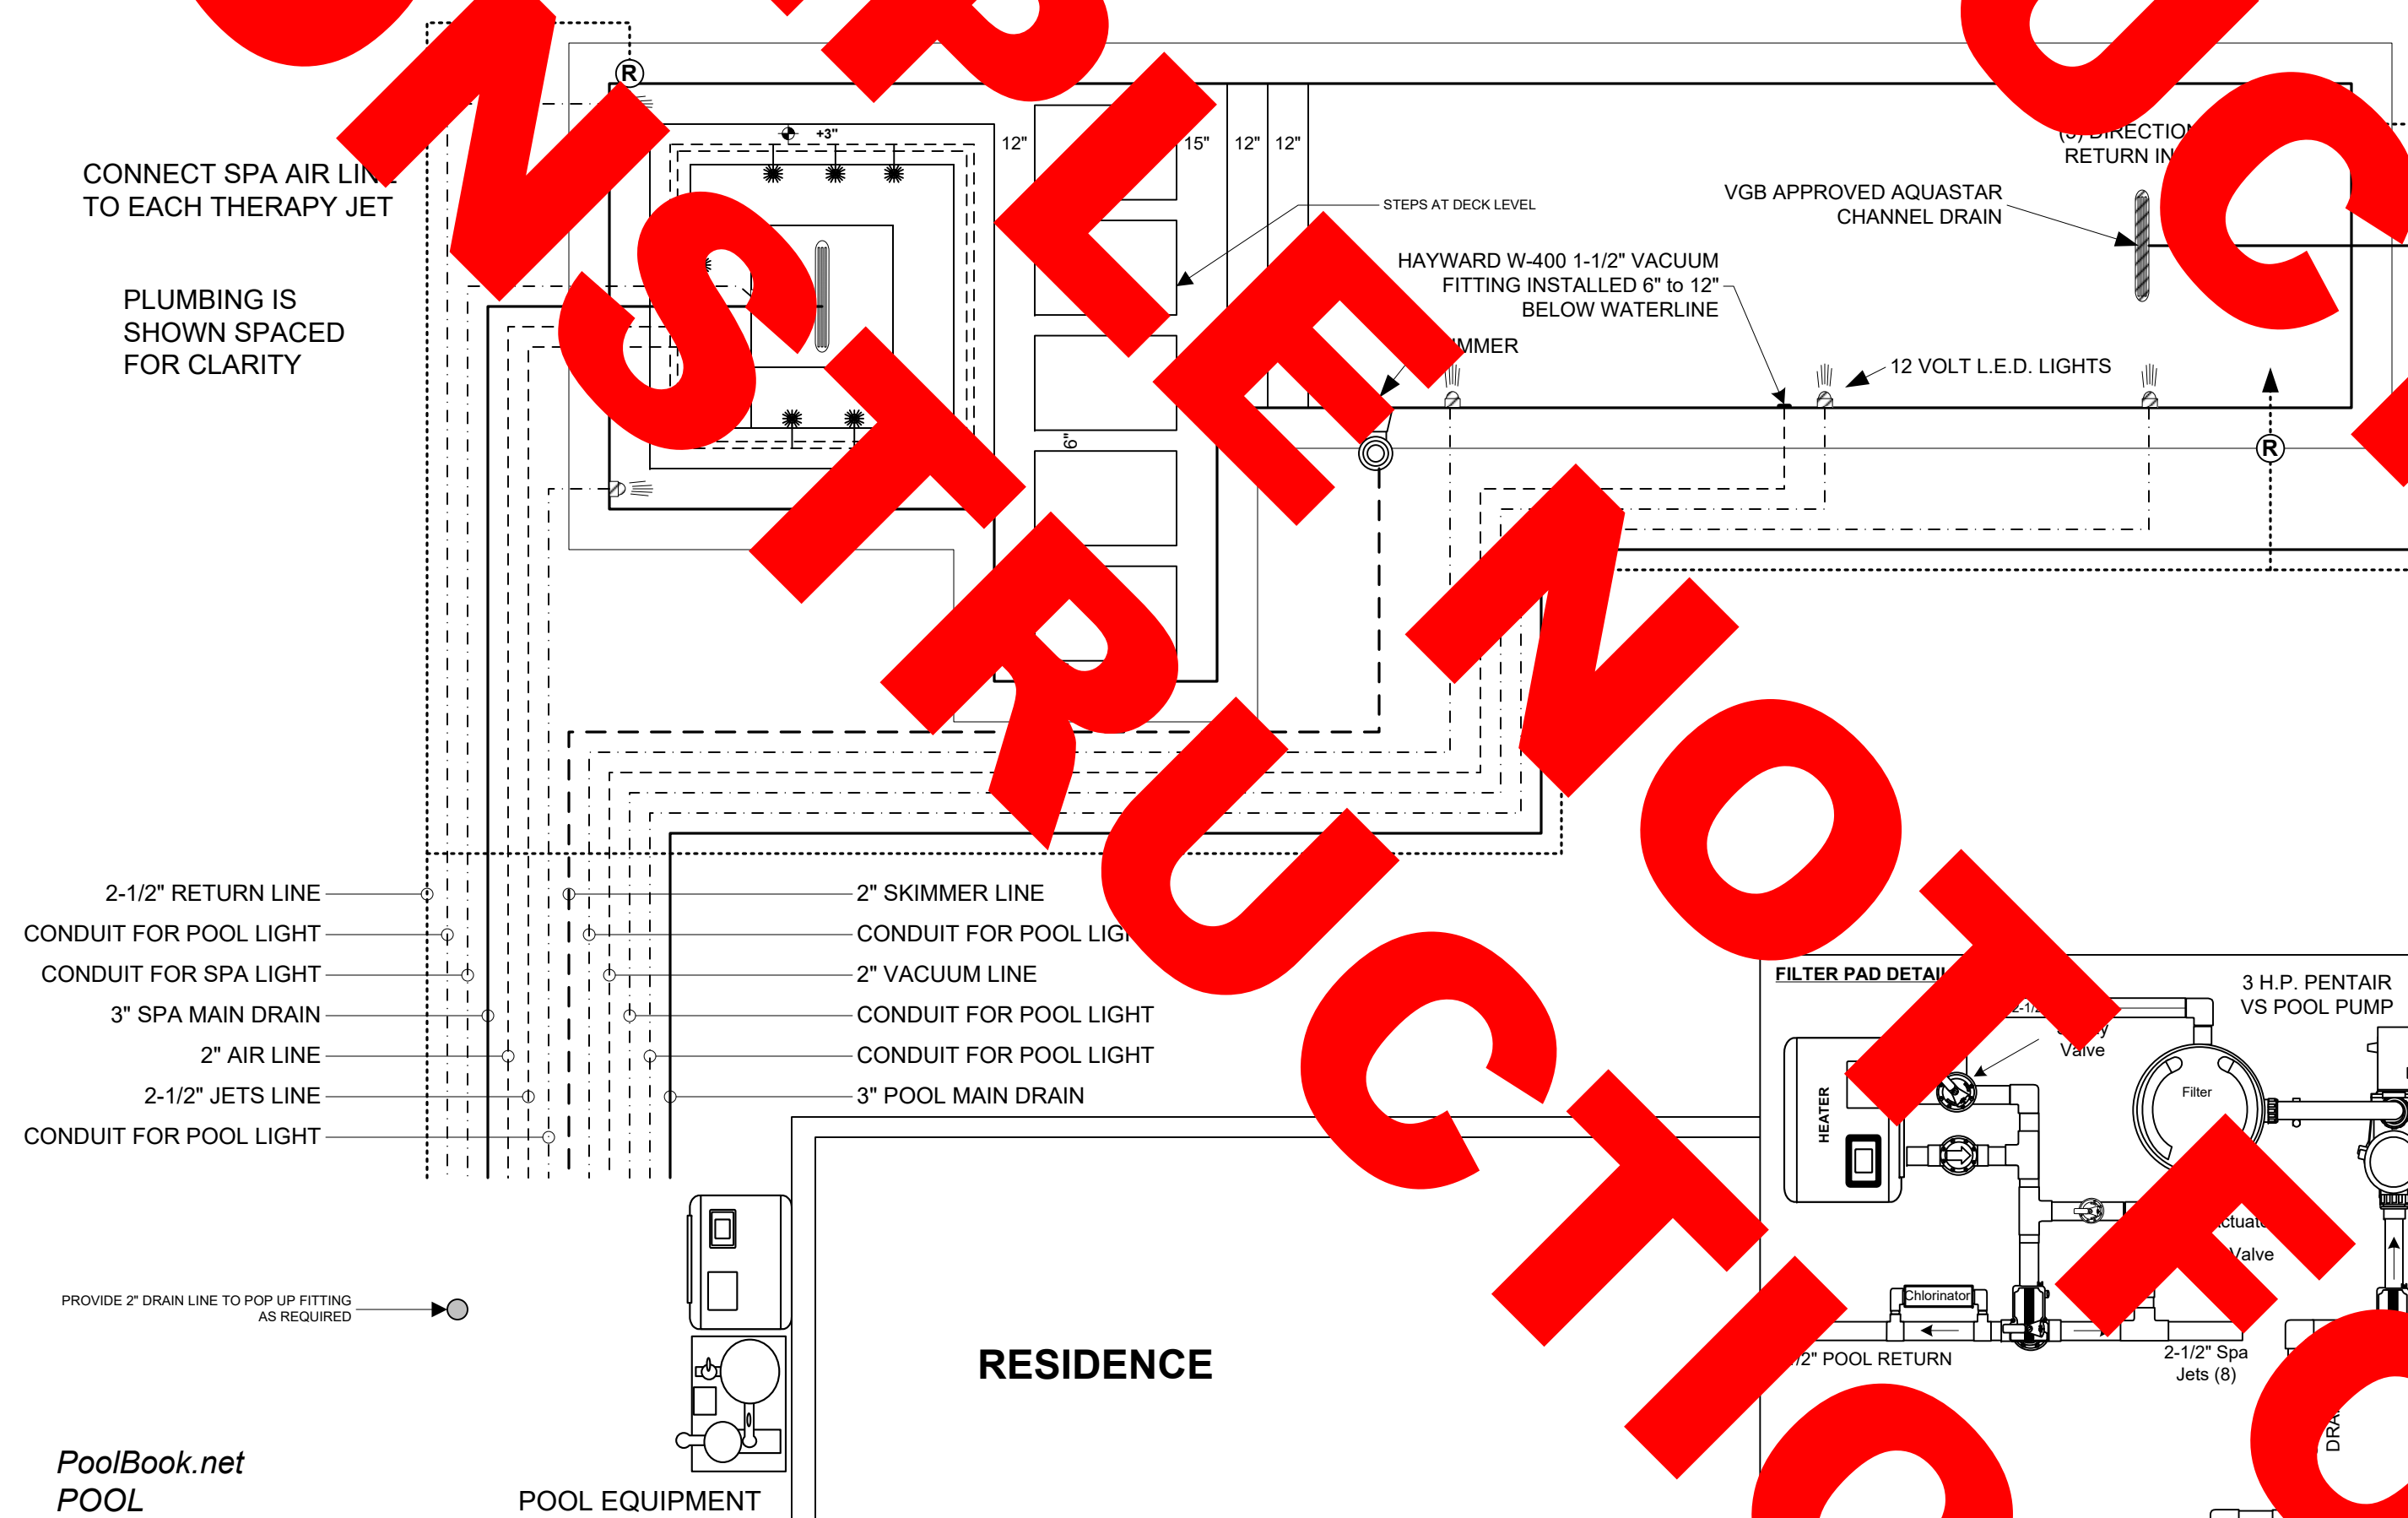 R
+3"
12"
15"
12"
12"
CONNECT SPA AIR LINE
TO EACH THERAPY JET
RETURN
VGB APPROVED AQUASTAR
CHANNEL DRAIN
STEPS AT DECK LEVEL
HAYWARD W-400 1-1/2" VACUUM
FITTING INSTALLED 6" to 12"
BELOW WATERLINE
PLUMBING IS
SHOWN SPACED
FOR CLARITY
12 VOLT L.E.D. LIGHTS
6"
R
2-1/2" RETURN LINE
CONDUIT FOR POOL LIGHT
CONDUIT FOR SPA LIGHT
3" SPA MAIN DRAIN
2" AIR LINE
2-1/2" JETS LINE
CONDUIT FOR POOL LIGHT
2" SKIMMER LINE
CONDUIT FOR POOL
2" VACUUM LINE
CONDUIT FOR POOL LIGHT
CONDUIT FOR POOL LIGHT
3" POOL MAIN DRAIN
FILTER PAD DETAIL
3 H.P. PENTAIR
VS POOL PUMP
Valve
Filter
HEATER
Valve
Chlorinator
POOL RETURN
2-1/2" Spa
Jets (8)
PROVIDE 2" DRAIN LINE TO POP UP FITTING
AS REQUIRED
RESIDENCE
PoolBook.net
POOL
POOL EQUIPMENT
NOT